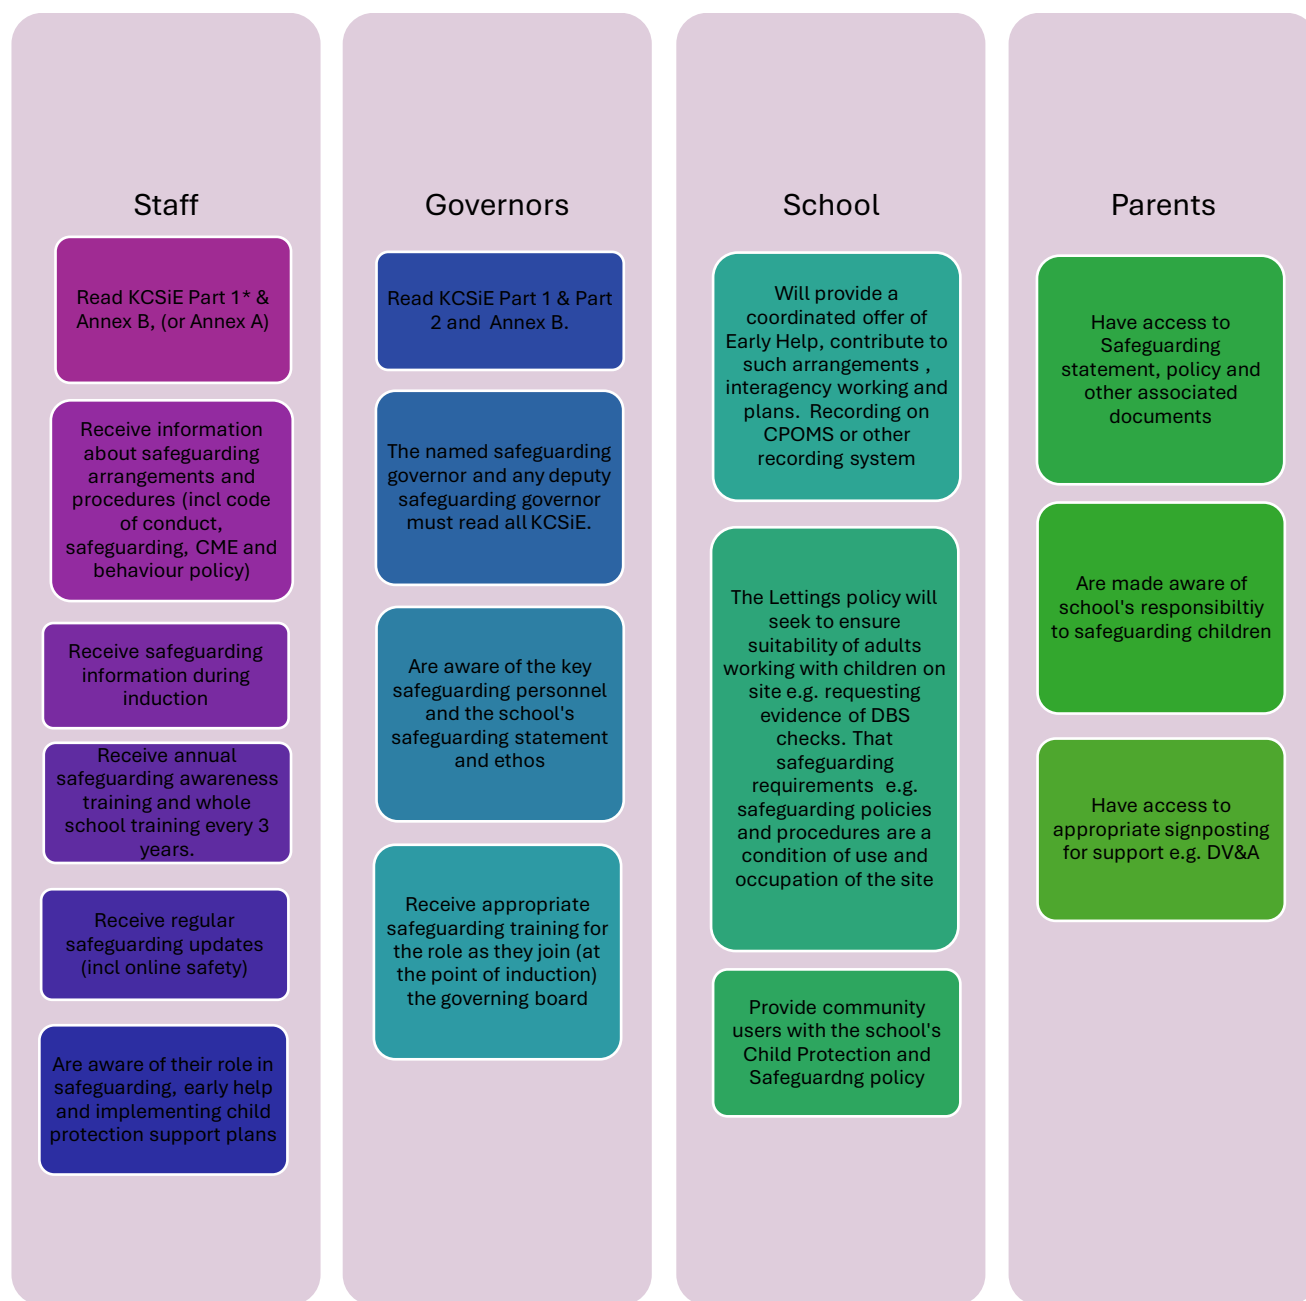 Staff
Read KCSiE Part 1* &
Annex B, (or Annex A)
Receive information
about safeguarding
arrangements and
procedures (incl code
of conduct,
safeguarding, CME and
behaviour policy)
Receive safeguarding
information during
induction
Receive annual
safeguarding awareness
training and whole
school training every 3
years.
Receive regular
safeguarding updates
(incl online safety)
Are aware of their role in
safeguarding, early help
and implementing child
protection support plans
Governors
Read KCSiE Part 1 & Part
2 and Annex B.
The named safeguarding
governor and any deputy
safeguarding governor
must read all KCSiE.
Are aware of the key
safeguarding personnel
and the school's
safeguarding statement
and ethos
Receive appropriate
safeguarding training for
the role as they join (at
the point of induction)
the governing board
School
Will provide a
coordinated offer of
Early Help, contribute to
such arrangements ,
interagency working and
plans. Recording on
CPOMS or other
recording system
The Lettings policy will
seek to ensure
suitability of adults
working with children on
site e.g. requesting
evidence of DBS
checks. That
safeguarding
requirements e.g.
safeguarding policies
and procedures are a
condition of use and
occupation of the site
Provide community
users with the school's
Child Protection and
Safeguardng policy
Parents
Have access to
Safeguarding
statement, policy and
other associated
documents
Are made aware of
school's responsibiltiy
to safeguarding children
Have access to
appropriate signposting
for support e.g. DV&A